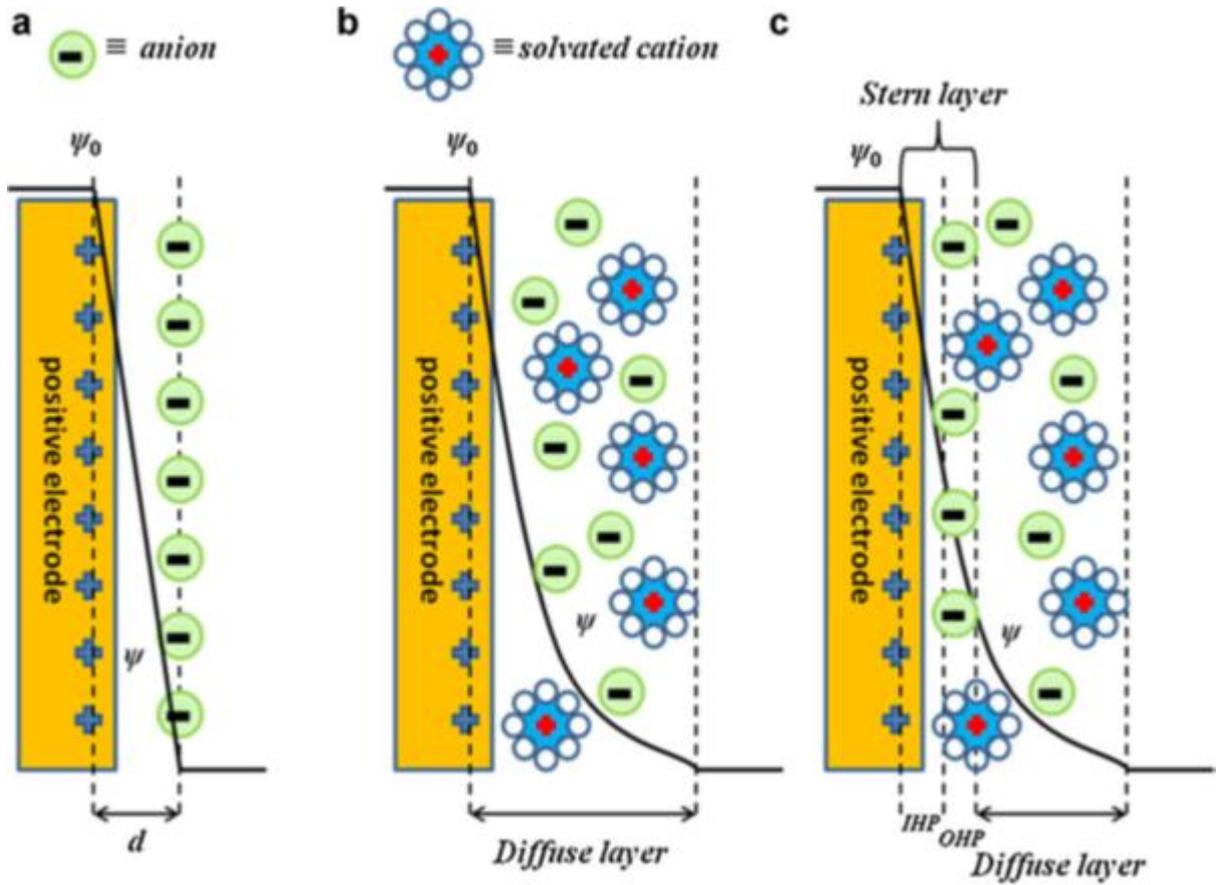 a
≡ anion
b
≡ solvated cation
c
Stern layer
ψ0
ψ0
ψ0
positive electrode
positive electrode
positive electrode
ψ
ψ
ψ
d
Diffuse layer
IHP
OHP
Diffuse layer